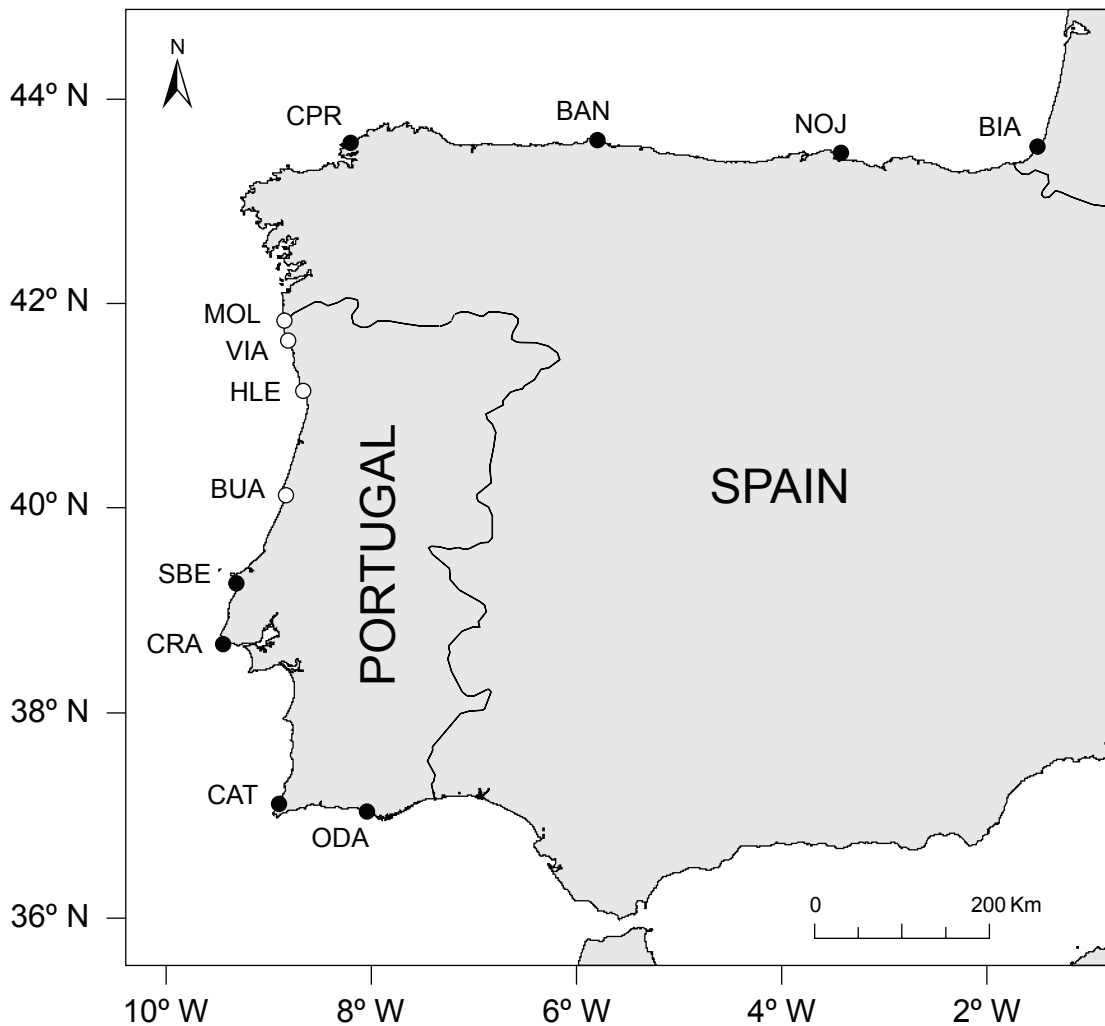 N
44º N
CPR
BAN
NOJ
BIA
42º N
MOL
VIA
HLE
PORTUGAL
SPAIN
BUA
40º N
SBE
CRA
38º N
CAT
ODA
0 200 Km
36º N
10º W 8º W 6º W 4º W 2º W